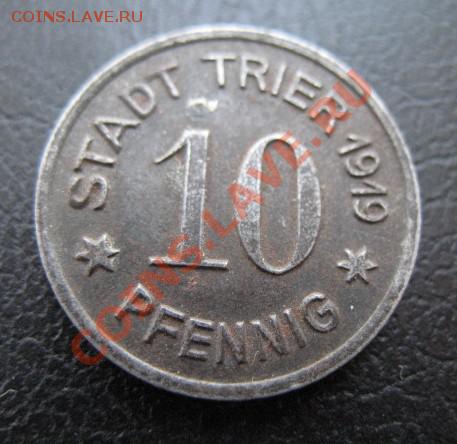 COINS.LAVE.RU
STADT TRIER 1919
10
PFENNIG
COINS.LAVE.RU